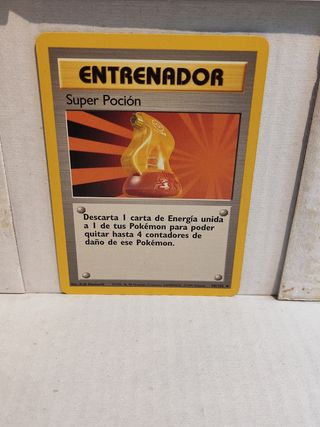 ENTRENADOR
Super Poción
Descarta 1 carta de Energía unida
a 1 de tus Pokémon para poder
quitar hasta 4 contadores de
daño de ese Pokémon.